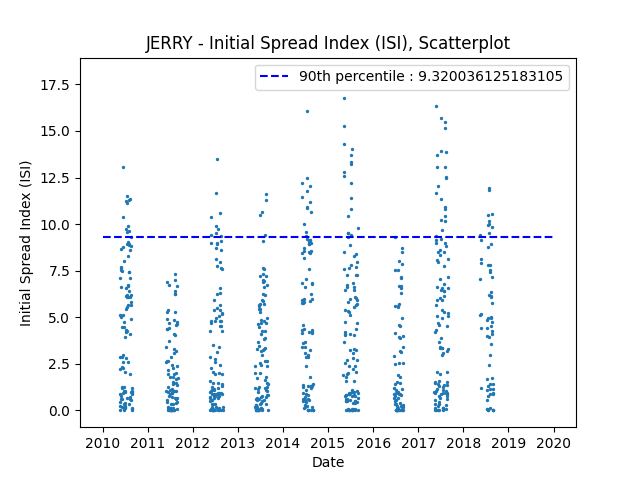 JERRY - Initial Spread Index (ISI), Scatterplot
90th percentile : 9.320036125183105
17.5
15.0
12.5
10.0
7.5
5.0
2.5
0.0
Initial Spread Index (ISI)
2010 2011 2012 2013 2014 2015 2016 2017 2018 2019 2020
Date